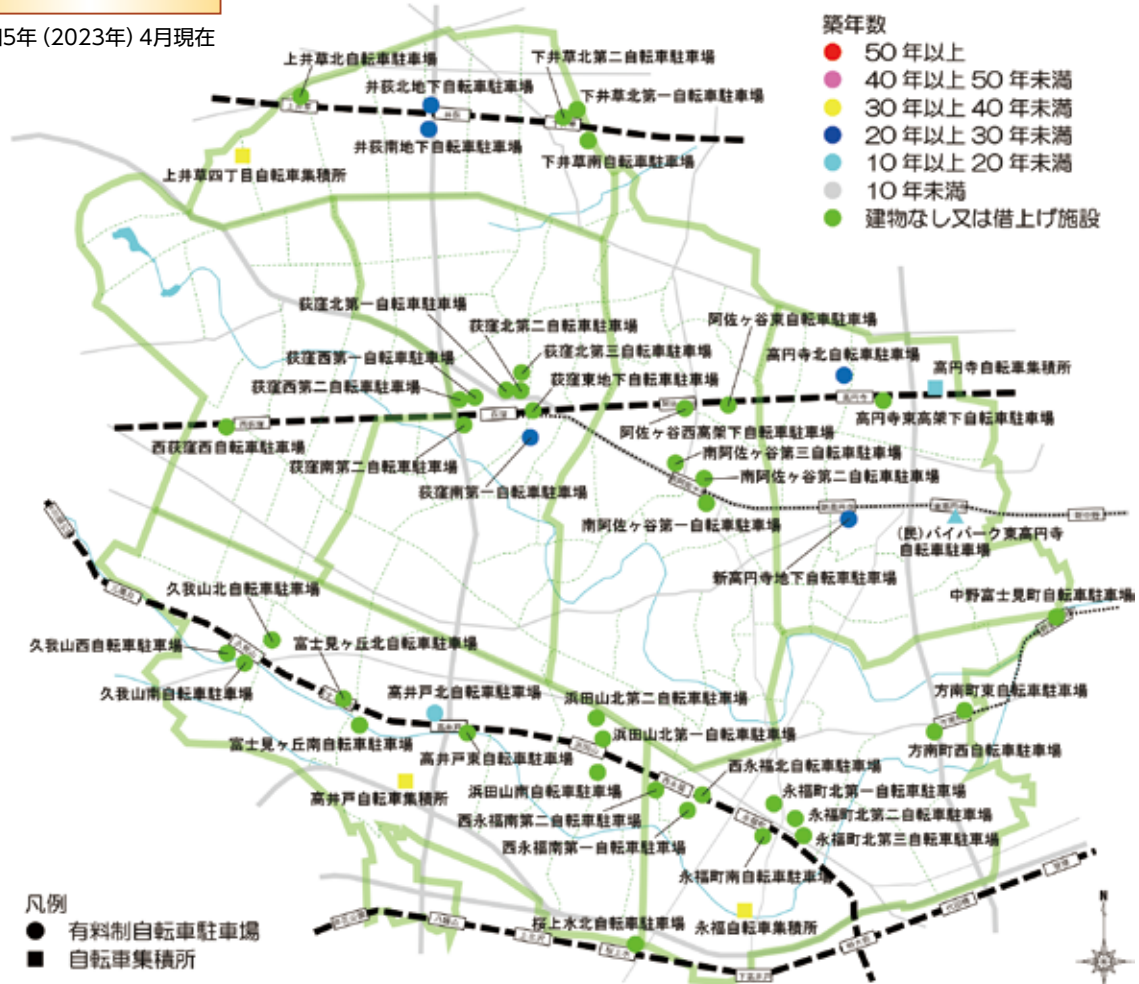 5年（2023年）4月現在
築年数
50年以上
40年以上50年未満
30年以上40年未満
20年以上30年未満
10年以上20年未満
10年未満
建物なし又は借上げ施設
上井草北自転車駐車場
下井草北第二自転車駐車場
井荻北地下自転車駐車場
下井草北第一自転車駐車場
井荻南地下自転車駐車場
下井草南自転車駐車場
上井草四丁目自転車集積所
荻窪北第一自転車駐車場
荻窪北第二自転車駐車場
阿佐ヶ谷東自転車駐車場
荻窪西第一自転車駐車場
荻窪北第三自転車駐車場
高円寺北自転車駐車場
高円寺自転車集積所
荻窪西第二自転車駐車場
荻窪東地下自転車駐車場
荻窪
高円寺
西荻窪
高円寺東高架下自転車駐車場
阿佐ヶ谷西高架下自転車駐車場
西荻窪西自転車駐車場
南阿佐ヶ谷第三自転車駐車場
荻窪南第二自転車駐車場
南阿佐ヶ谷第二自転車駐車場
荻窪南第一自転車駐車場
南阿佐ヶ谷第一自転車駐車場
(民)バイパーク東高円寺
自転車駐車場
新高円寺地下自転車駐車場
久我山北自転車駐車場
中野富士見町自転車駐車場
久我山西自転車駐車場
富士見ヶ丘北自転車駐車場
久我山南自転車駐車場
高井戸北自転車駐車場
浜田山北第二自転車駐車場
方南町東自転車駐車場
浜田山北第一自転車駐車場
富士見ヶ丘南自転車駐車場
高井戸東自転車駐車場
方南町西自転車駐車場
西永福北自転車駐車場
高井戸自転車集積所
浜田山南自転車駐車場
永福町北第一自転車駐車場
西永福南第二自転車駐車場
永福町北第二自転車駐車場
西永福南第一自転車駐車場
永福町北第三自転車駐車場
永福町南自転車駐車場
桜上水北自転車駐車場
永福自転車集積所
下高井戸
凡例
有料制自転車駐車場
自転車集積所
N